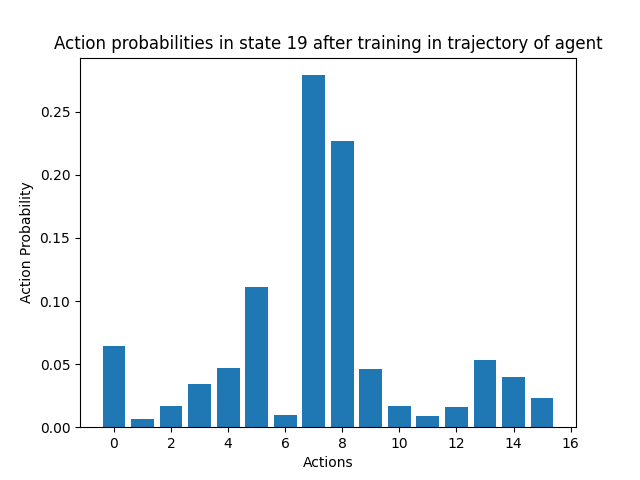 Action probabilities in state 19 after training in trajectory of agent
Action Probability
0.25
0.20
0.15
0.10
0.05
0.00
0 2 4 6 8 10 12 14 16
Actions